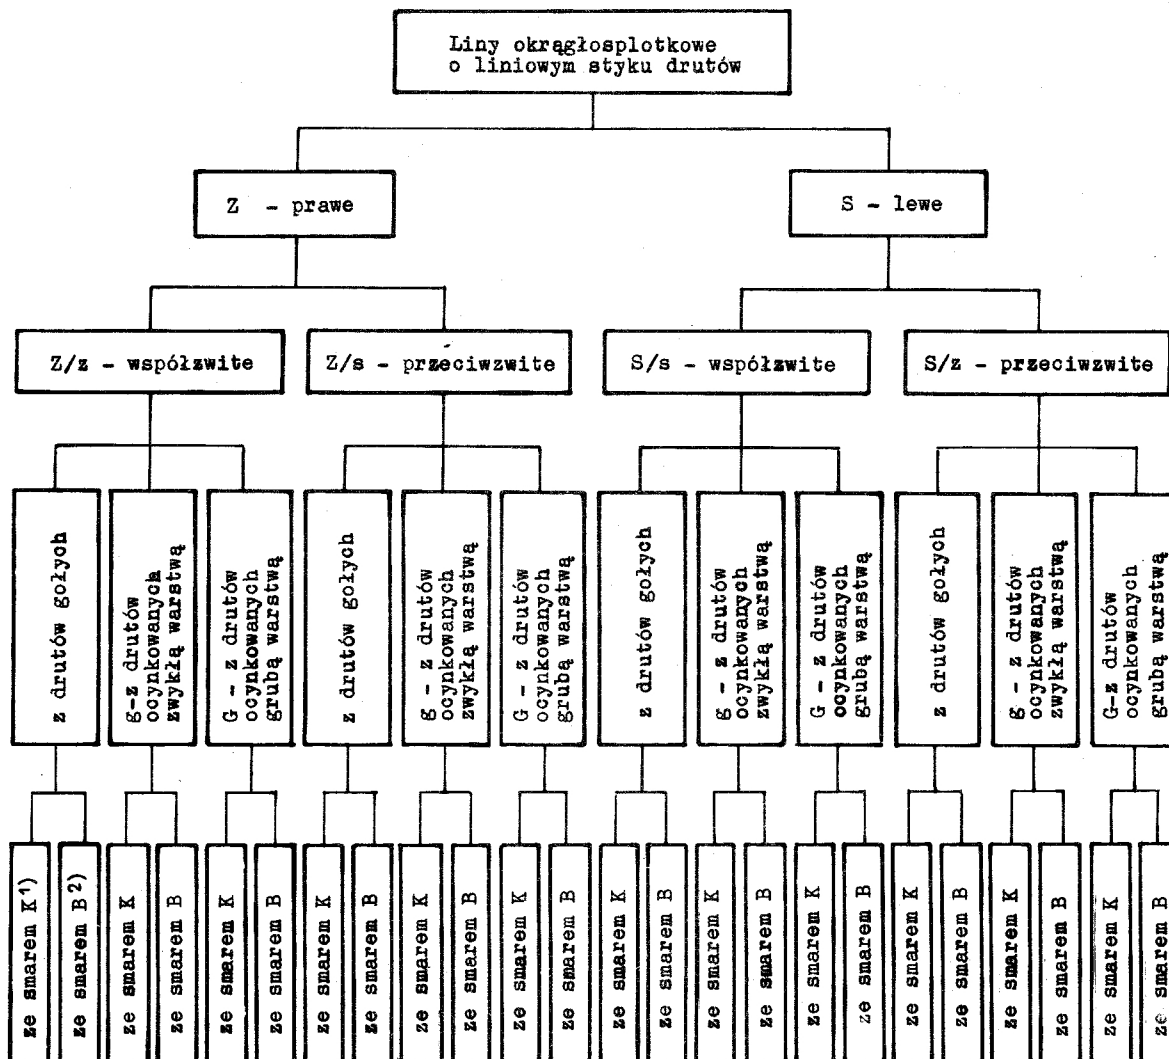 Liny okrągłosplotkowe
o liniowym styku drutów
Z - prawe
S - lewe
Z/z - współzwite
Z/s - przeciwzwite
S/s - współzwite
S/z - przeciwzwite
z drutów gołych
g-z drutów
ocynkowanych
zwykłą warstwą
G - z drutów
ocynkowanych
grubą warstwą
z drutów gołych
g - z drutów
ocynkowanych
zwykłą warstwą
G - z drutów
ocynkowanych
grubą warstwą
z drutów gołych
g - z drutów
ocynkowanych
zwykłą warstwą
G - z drutów
ocynkowanych
grubą warstwą
z drutów gołych
g - z drutów
ocynkowanych
zwykłą warstwą
G-z drutów
ocynkowanych
grubą warstwą
ze smarem K1)
ze smarem B2)
ze smarem K
ze smarem B
ze smarem K
ze smarem B
ze smarem K
ze smarem B
ze smarem K
ze smarem B
ze smarem K
ze smarem B
ze smarem K
ze smarem B
ze smarem K
ze smarem B
ze smarem K
ze smarem B
ze smarem K
ze smarem B
ze smarem K
ze smarem B
ze smarem K
ze smarem B